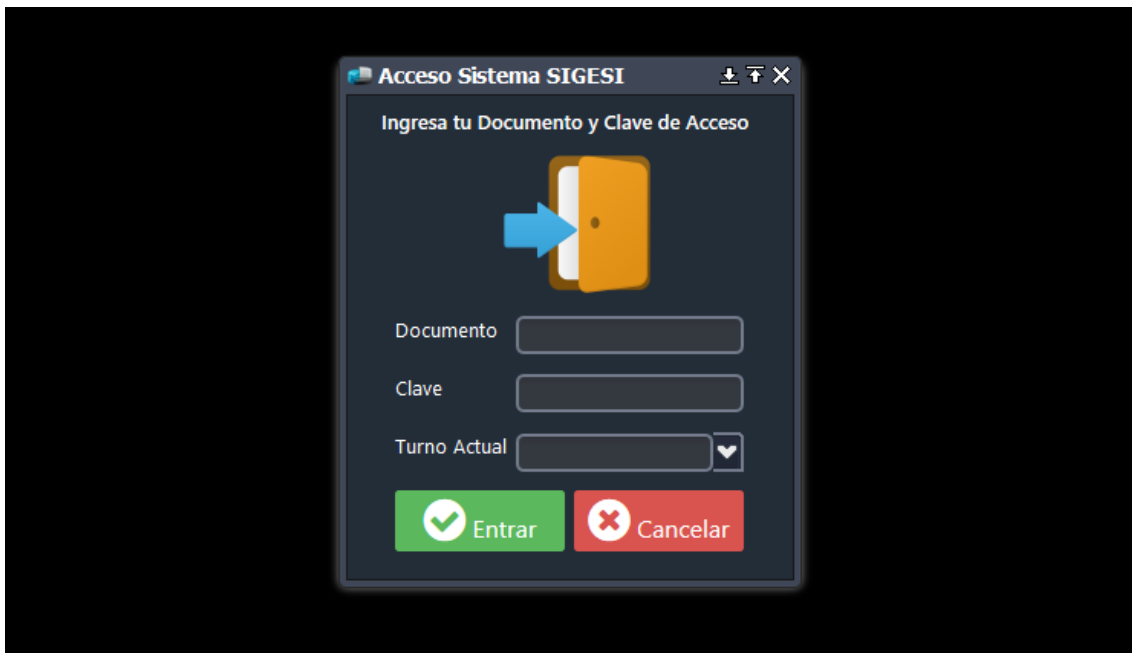 Acceso Sistema SIGESI
Ingresa tu Documento y Clave de Acceso
Documento
Clave
Turno Actual
Entrar
Cancelar